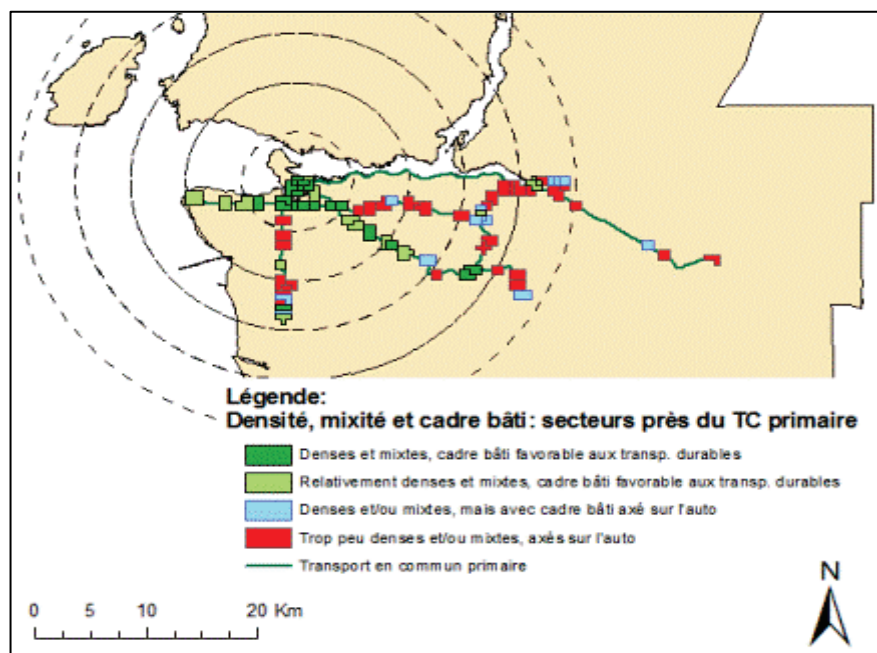 Légende:
Densité, mixité et cadre bâti: secteurs près du TC primaire
Denses et mixtes, cadre bâti favorable aux transp. durables
Relativement denses et mixtes, cadre bâti favorable aux transp. durables
Denses et/ou mixtes, mais avec cadre bâti axé sur l'auto
Trop peu denses et/ou mixtes, axés sur l'auto
Transport en commun primaire
0 5 10 20 Km
N